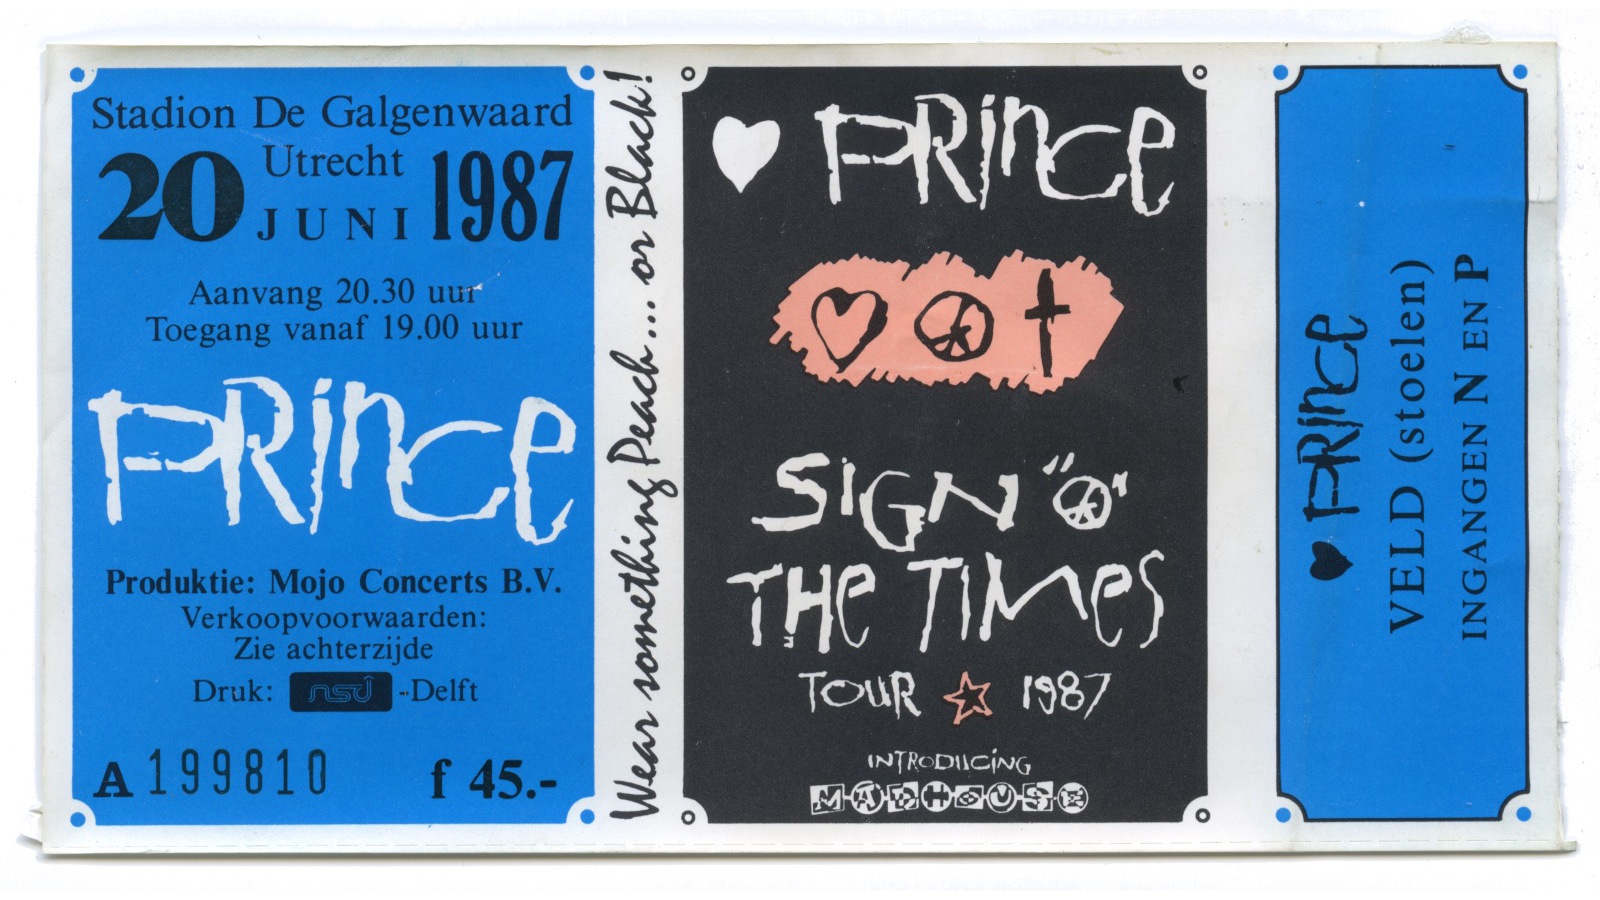 Stadion De Galgenwaard
Utrecht
20 JUNI 1987
Aanvang 20.30 uur
Toegang vanaf 19.00 uur
PRINCE
Produktie: Mojo Concerts B.V.
Verkoopvoorwaarden:
Zie achterzijde
Druk: nsd -Delft
A 199810 f 45.-
Wear something Peach... or Black!
PRINCE
SIGN "☮"
THE TIMES
TOUR ☆ 1987
INTRODUCING
MADHOUSE
PRINCE
VELD (stoelen)
INGANGEN N EN P